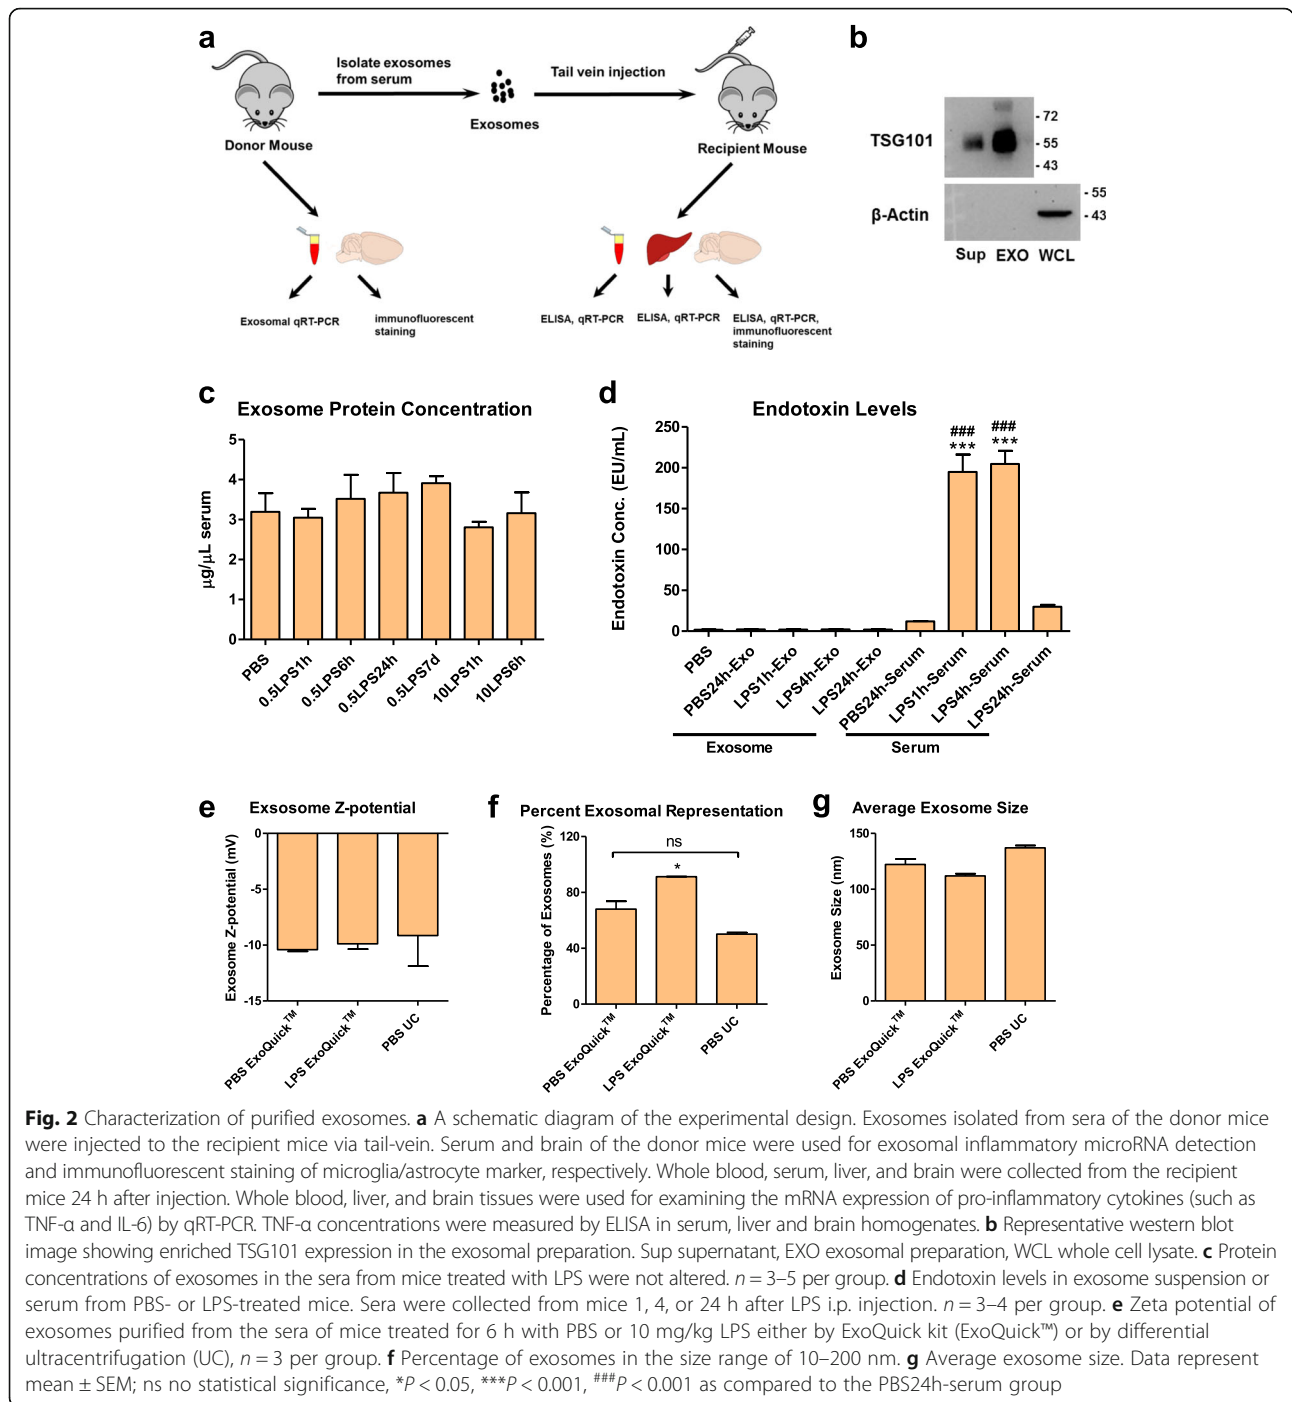 a
Isolate exosomes
from serum
Tail vein injection
Exosomes
Donor Mouse
Recipient Mouse
Exosomal qRT-PCR
immunofluorescent
staining
ELISA, qRT-PCR
ELISA, qRT-PCR
ELISA, qRT-PCR,
immunofluorescent
staining
b
TSG101
- 72
- 55
- 43
β-Actin
- 55
- 43
Sup EXO WCL
c
Exosome Protein Concentration
µg/µL serum
5
4
3
2
1
0
PBS
0.5LPS1h
0.5LPS6h
0.5LPS24h
0.5LPS7d
10LPS1h
10LPS6h
d
Endotoxin Levels
Endotoxin Conc. (EU/mL)
250
200
150
100
50
0
###
***
###
***
PBS
PBS24h-Exo
LPS1h-Exo
LPS4h-Exo
LPS24h-Exo
PBS24h-Serum
LPS1h-Serum
LPS4h-Serum
LPS24h-Serum
Exosome
Serum
e
Exsosome Z-potential
Exosome Z-potential (mV)
0
-5
-10
-15
PBS ExoQuick™
LPS ExoQuick™
PBS UC
f
Percent Exosomal Representation
Percentage of Exosomes (%)
120
80
40
0
ns
*
PBS ExoQuick™
LPS ExoQuick™
PBS UC
g
Average Exosome Size
Exosome Size (nm)
150
100
50
0
PBS ExoQuick™
LPS ExoQuick™
PBS UC
Fig. 2 Characterization of purified exosomes. a A schematic diagram of the experimental design. Exosomes isolated from sera of the donor mice
were injected to the recipient mice via tail-vein. Serum and brain of the donor mice were used for exosomal inflammatory microRNA detection
and immunofluorescent staining of microglia/astrocyte marker, respectively. Whole blood, serum, liver, and brain were collected from the recipient
mice 24 h after injection. Whole blood, liver, and brain tissues were used for examining the mRNA expression of pro-inflammatory cytokines (such as
TNF-α and IL-6) by qRT-PCR. TNF-α concentrations were measured by ELISA in serum, liver and brain homogenates. b Representative western blot
image showing enriched TSG101 expression in the exosomal preparation. Sup supernatant, EXO exosomal preparation, WCL whole cell lysate. c Protein
concentrations of exosomes in the sera from mice treated with LPS were not altered. n = 3–5 per group. d Endotoxin levels in exosome suspension or
serum from PBS- or LPS-treated mice. Sera were collected from mice 1, 4, or 24 h after LPS i.p. injection. n = 3–4 per group. e Zeta potential of
exosomes purified from the sera of mice treated for 6 h with PBS or 10 mg/kg LPS either by ExoQuick kit (ExoQuick™) or by differential
ultracentrifugation (UC), n = 3 per group. f Percentage of exosomes in the size range of 10–200 nm. g Average exosome size. Data represent
mean ± SEM; ns no statistical significance, *P < 0.05, ***P < 0.001, ###P < 0.001 as compared to the PBS24h-serum group